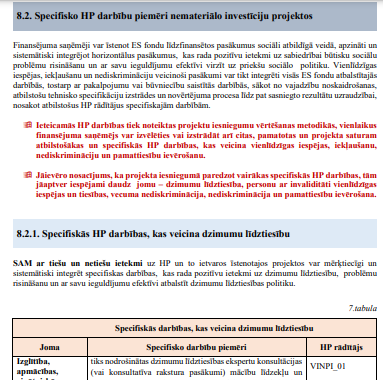 8.2. Specifisko HP darbību piemēri nemateriālo investīciju projektos
Finansējuma saņēmēji var īstenot ES fondu līdzfinansētos pasākumus sociāli atbildīgā veidā, apzināti un
sistemātiski integrējot horizontālus pasākumus, kas rada pozitīvu ietekmi uz sabiedrībai būtisku sociālu
problēmu risināšanu un ar savu ieguldījumu efektīvi virzīt uz priekšu sociālo politiku. Vienlīdzības
iespējas, iekļaušanu un nediskrimināciju veicinoši pasākumi var tikt integrēti visās ES fondu atbalstītajās
darbībās, tostarp ar pakalpojumu vai būvniecību saistītās darbībās, sākot no vajadzību noskaidrošanas,
atbilstošu tehnisko specifikāciju izstrādes un novērtējuma procesa līdz pat sasniegto rezultātu uzraudzībai,
nosakot atbilstošus HP rādītājus specifiskajām darbībām.
Ieteicamās HP darbības tiek noteiktas projektu iesniegumu vērtēšanas metodikās, vienlaikus
finansējuma saņēmējs var izvēlēties vai izstrādāt arī citas, pamatotas un projekta saturam
atbilstošākas un specifiskākas HP darbības, kas veicina vienlīdzīgas iespējas, iekļaušanu,
nediskrimināciju un pamattiesību ievērošanu.
Jāievēro nosacījums, ka projekta iesniegumā paredzot vairākas specifiskās HP darbības, tām
jāaptver iespējami daudz jomu – dzimumu līdztiesība, personu ar invaliditāti vienlīdzīgas
iespējas un tiesības, vecuma nediskriminācija, nediskriminācija un pamattiesību ievērošana.
8.2.1. Specifiskās HP darbības, kas veicina dzimumu līdztiesību
SAM ar tiešu un netiešu ietekmi uz HP un to ietvaros īstenotajos projektos var mērķtiecīgi un
sistemātiski integrēt specifiskas darbības, kas rada pozitīvu ietekmi uz dzimumu līdztiesību, problēmu
risināšanu un ar savu ieguldījumu efektīvi atbalstīt dzimumu līdztiesības politiku.
7.tabula
Specifiskās darbības, kas veicina dzimumu līdztiesību
Joma Specifisko darbību piemēri HP rādītājs
Izglītība, tiks nodrošinātas dzimumu līdztiesības ekspertu konsultācijas VINPI_01
apmācības, (vai konsultatīva rakstura pasākumi) mācību līdzekļu un